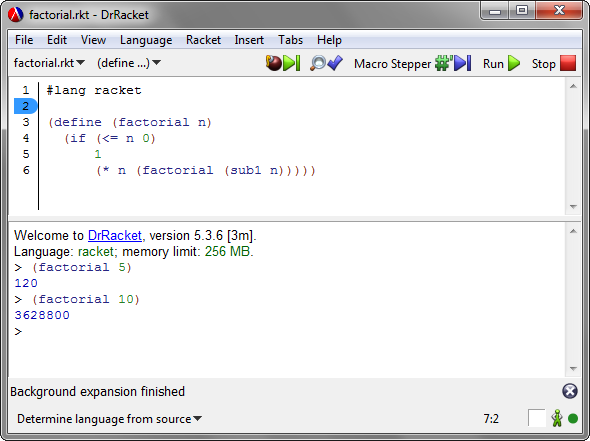 factorial.rkt - DrRacket
File Edit View Language Racket Insert Tabs Help
factorial.rkt (define ...) Macro Stepper Run Stop
1 #lang racket
2
3 (define (factorial n)
4 (if (<= n 0)
5 1
6 (* n (factorial (sub1 n)))))
Welcome to DrRacket, version 5.3.6 [3m].
Language: racket; memory limit: 256 MB.
> (factorial 5)
120
> (factorial 10)
3628800
>
Background expansion finished
Determine language from source 7:2